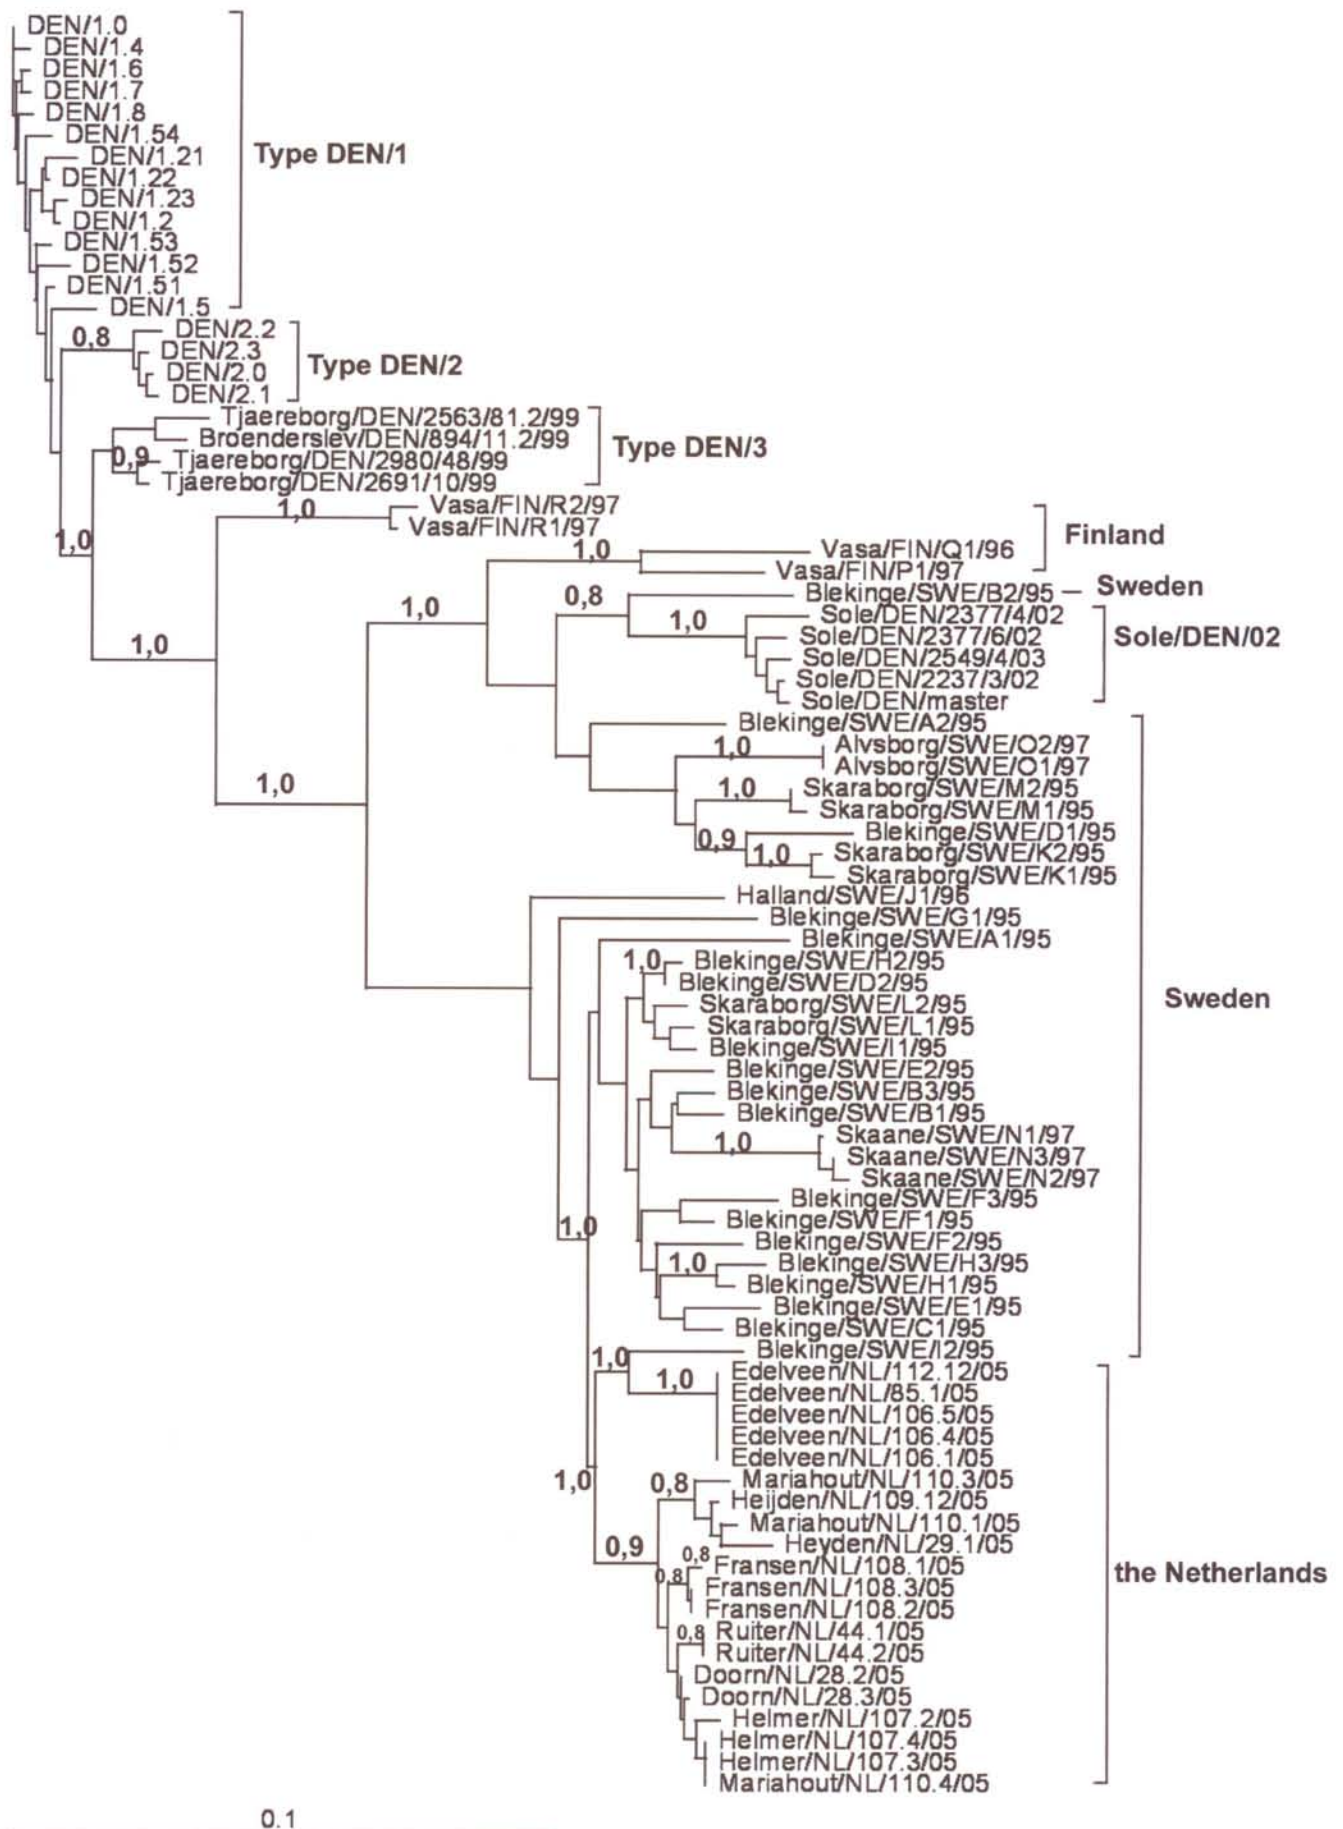 DEN/1.0
DEN/1.4
DEN/1.6
DEN/1.7
DEN/1.8
DEN/1.54
DEN/1.21
Type DEN/1
DEN/1.22
DEN/1.23
DEN/1.2
DEN/1.53
DEN/1.52
DEN/1.51
DEN/1.5
DEN/2.2
0,8
DEN/2.3
Type DEN/2
DEN/2.0
DEN/2.1
Tjaereborg/DEN/2563/81.2/99
Broenderslev/DEN/894/11.2/99
Type DEN/3
0,9
Tjaereborg/DEN/2980/48/99
Tjaereborg/DEN/2691/10/99
Vasa/FIN/R2/97
1,0
Vasa/FIN/R1/97
Finland
1,0
1,0
Vasa/FIN/Q1/96
Vasa/FIN/P1/97
Blekinge/SWE/B2/95
Sweden
0,8
1,0
Sole/DEN/2377/4/02
1,0
Sole/DEN/2377/6/02
Sole/DEN/02
1,0
Sole/DEN/2549/4/03
Sole/DEN/2237/3/02
Sole/DEN/master
Blekinge/SWE/A2/95
1,0
Alvsborg/SWE/O2/97
Alvsborg/SWE/O1/97
1,0
1,0
Skaraborg/SWE/M2/95
Skaraborg/SWE/M1/95
Blekinge/SWE/D1/95
0,9
1,0
Skaraborg/SWE/K2/95
Skaraborg/SWE/K1/95
Halland/SWE/J1/96
Blekinge/SWE/G1/95
Blekinge/SWE/A1/95
1,0
Blekinge/SWE/H2/95
Blekinge/SWE/D2/95
Sweden
Skaraborg/SWE/L2/95
Skaraborg/SWE/L1/95
Blekinge/SWE/I1/95
Blekinge/SWE/E2/95
Blekinge/SWE/B3/95
Blekinge/SWE/B1/95
Skaane/SWE/N1/97
1,0
Skaane/SWE/N3/97
Skaane/SWE/N2/97
Blekinge/SWE/F3/95
1,0
Blekinge/SWE/F1/95
Blekinge/SWE/F2/95
1,0
Blekinge/SWE/H3/95
Blekinge/SWE/H1/95
Blekinge/SWE/E1/95
Blekinge/SWE/C1/95
1,0
Blekinge/SWE/I2/95
Edelveen/NL/112.12/05
1,0
Edelveen/NL/85.1/05
Edelveen/NL/106.5/05
Edelveen/NL/106.4/05
Edelveen/NL/106.1/05
1,0
0,8
Mariahout/NL/110.3/05
Heijden/NL/109.12/05
Mariahout/NL/110.1/05
0,9
Heyden/NL/29.1/05
0,8
Fransen/NL/108.1/05
the Netherlands
0,8
Fransen/NL/108.3/05
Fransen/NL/108.2/05
0,8
Ruiter/NL/44.1/05
Ruiter/NL/44.2/05
Doorn/NL/28.2/05
Doorn/NL/28.3/05
Helmer/NL/107.2/05
Helmer/NL/107.4/05
Helmer/NL/107.3/05
Mariahout/NL/110.4/05
0.1